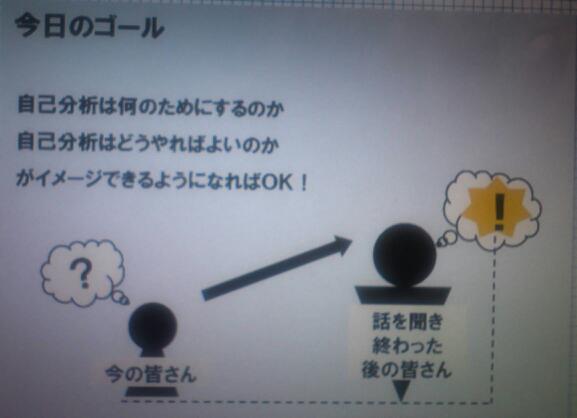 今日のゴール
自己分析は何のためにするのか
自己分析はどうやればよいのか
がイメージできるようになればOK！
?
!
今の皆さん
話を聞き
終わった
後の皆さん